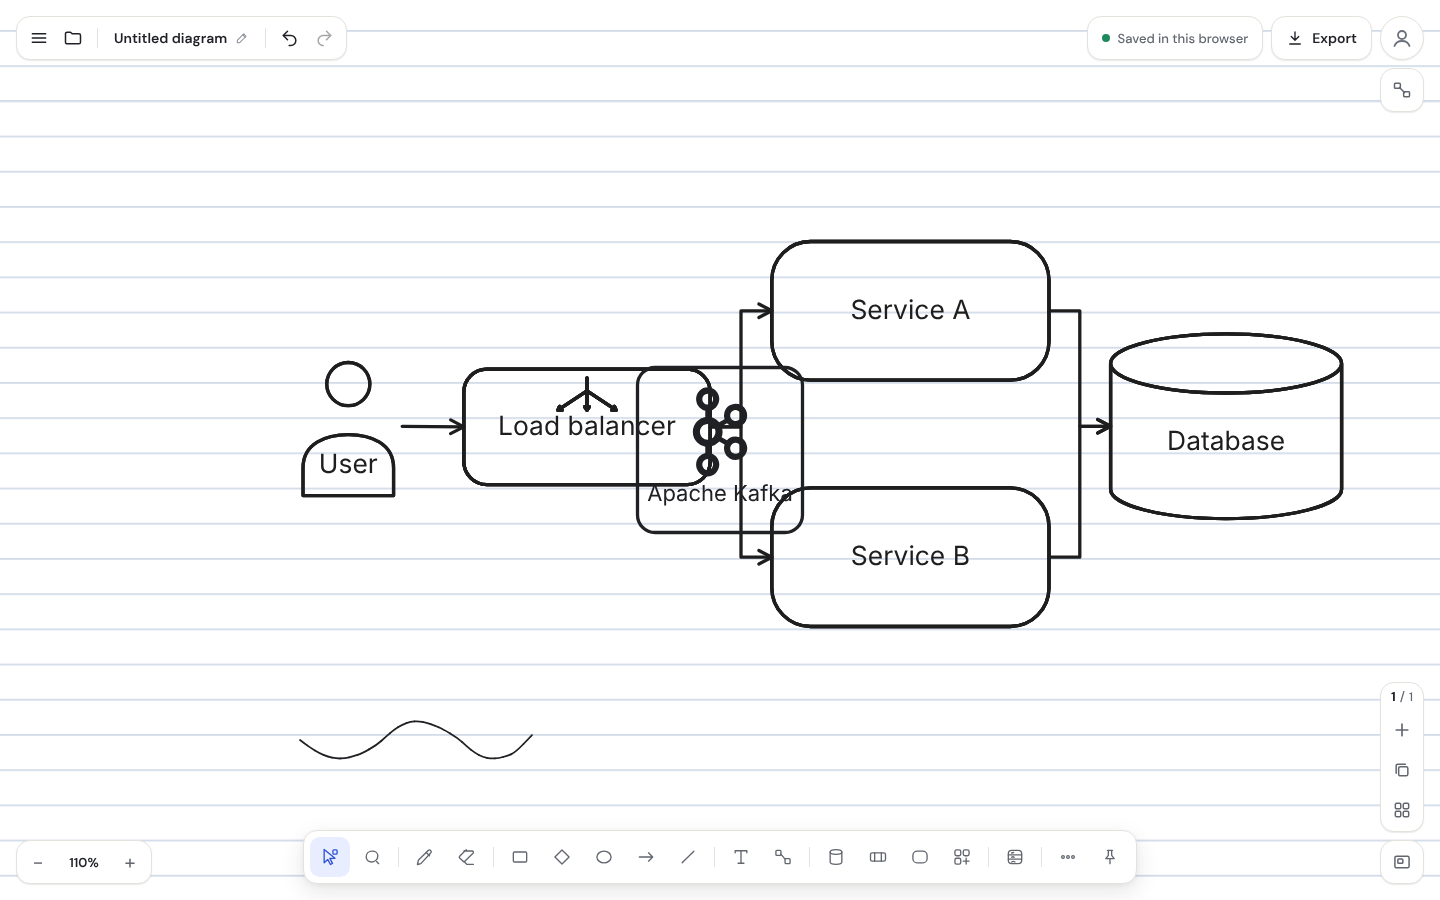 Untitled diagram
Saved in this browser
Export
Service A
Load balancer
User
Apache Kafka
Database
Service B
1 / 1
110%